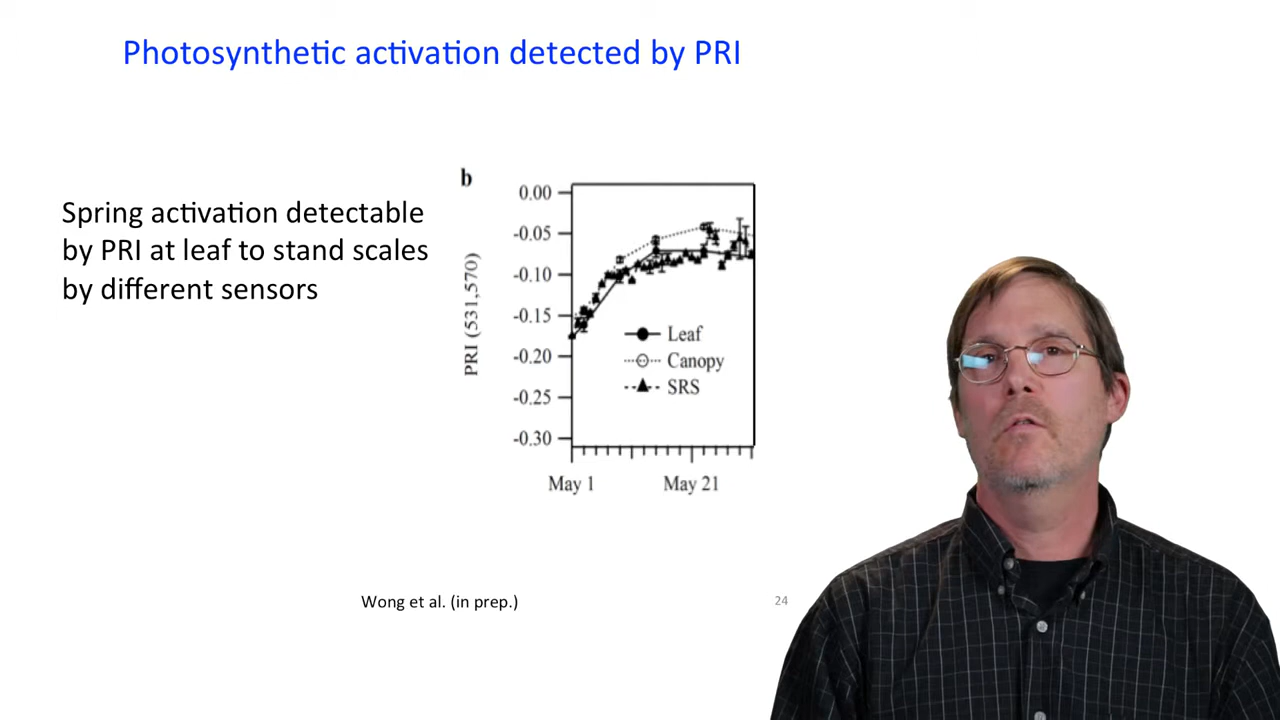 Photosynthetic activation detected by PRI
Spring activation detectable
by PRI at leaf to stand scales
by different sensors
b
0.00
-0.05
-0.10
-0.15
-0.20
-0.25
-0.30
PRI (531,570)
Leaf
Canopy
SRS
May 1
May 21
Wong et al. (in prep.)
24